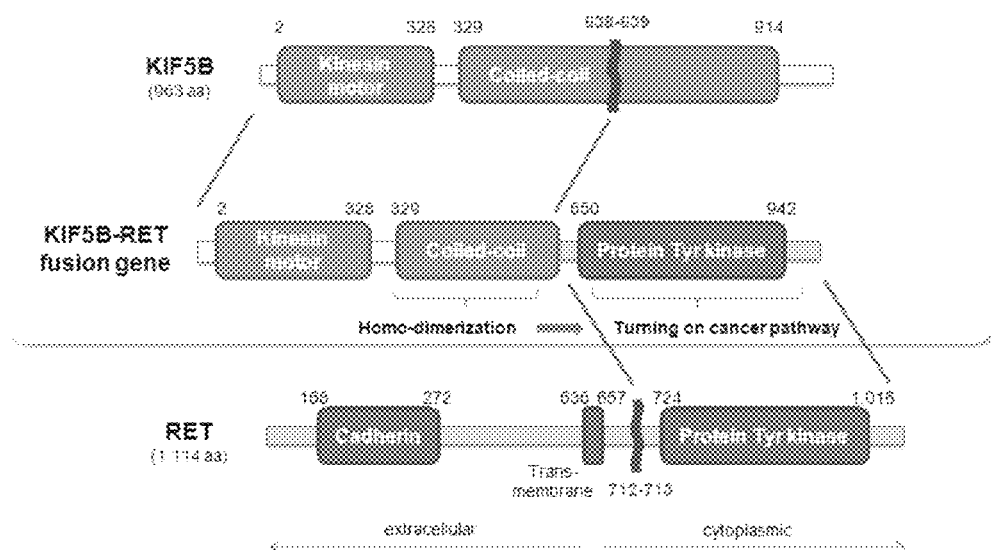 2 328 329 638-639 914
KIF5B
(963 aa)
Kinesin
motor
Coiled-coil
2 328 329 650 942
KIF5B-RET
fusion gene
Kinesin
motor
Coiled-coil
Protein Tyr kinase
Homo-dimerization
Turning on cancer pathway
168 272 636 657 724 1,016
RET
(1 114 aa)
Cadherin
Protein Tyr kinase
Trans-
membrane
712-713
extracellular
cytoplasmic